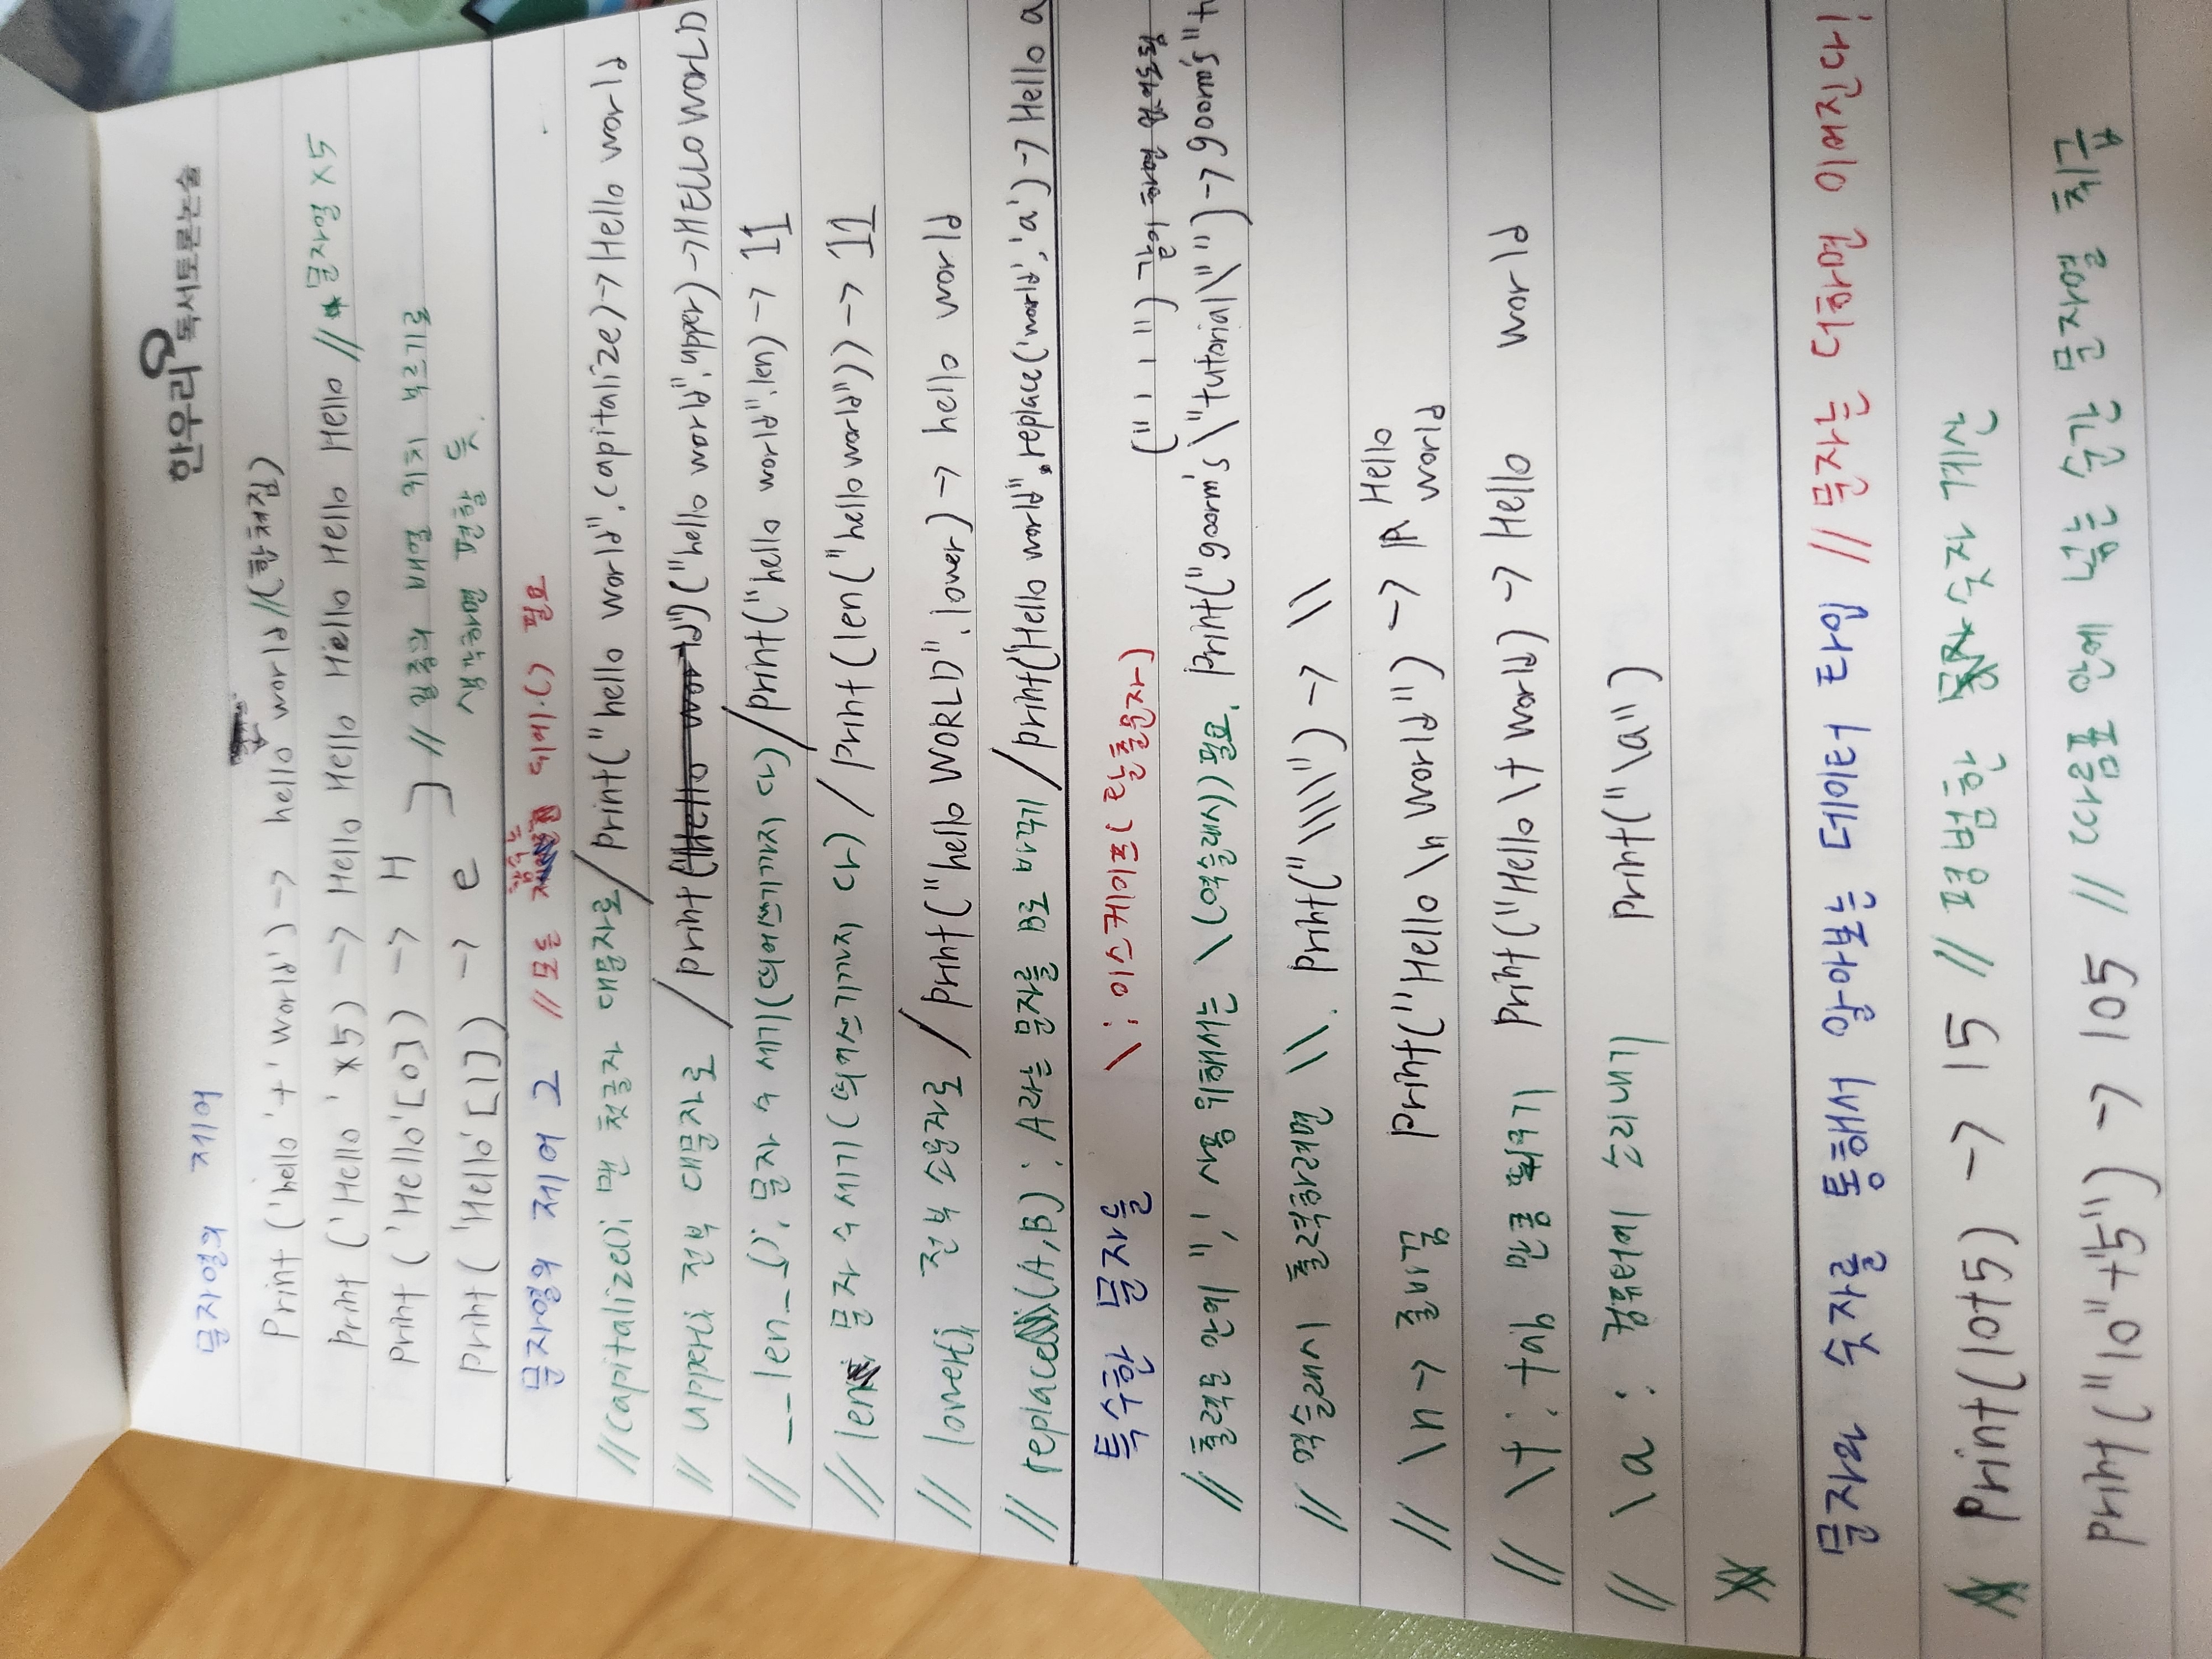 한우리 독서토론논술
문자열의 제어
Print ('hello '+' World') -> hello world //(합쳐짐)
Print ('Hello ' *5) -> Hello Hello Hello Hello Hello // 문자열 X5
Print ('Hello'[0]) -> H
// 일종의 배열 위치 부르기로
Print ('Hello'[1]) -> e
생각하면 편할 듯.
문자열의 제어 2 // 모든 함수는 뒤에.() 필요
//capitalize(); 맨 첫글자 대문자로 / Print("hello world".capitalize) -> Hello world
// upper(); 전부 대문자로 / Print ("hello world".upper) -> HELLO WORLD
// __len__(); 문자 수 세기(띄어쓰기까지 다) / Print("hello world".len) -> 11
// len; 문자 수 세기(띄어쓰기까지 다) / Print(len("hello world")) -> 11
// lower(); 전부 소문자로 / Print("hello WORLD".lower) -> hello world
// replace(A,B) : A라는 문자를 B로 바꾸기 / Print("Hello world".replace('world','a') -> Hello a
특수한 문자들 \ ; 이스케이프(탈출문자)
(" ' ' ") 같이 하면 없어도됨
// 출력문 안에 ",' 사용 위해서는 \(역슬래시)) 필요. Print("goorm's \"tutorial\" ") -> goorm's "tu
// 역슬래시 출력하려면 \\. Print("\\\\") -> \\
// \n -> 줄바꿈 Print("Hello \n World") -> Hello
World
// \t ; tab 만큼 띄우기 Print("Hello \t World) -> Hello World
// \a : 컴퓨터에 소리내기 Print("\a")
문자와 숫자를 통해서 알아보는 데이터 타입 // 문자는 더하면 이어진다!
Print(10+5) -> 15 // 평범한 숫자 계산
Print("10"+"5") -> 105 // 따름표 안에 넣는 순간 문자열 취급